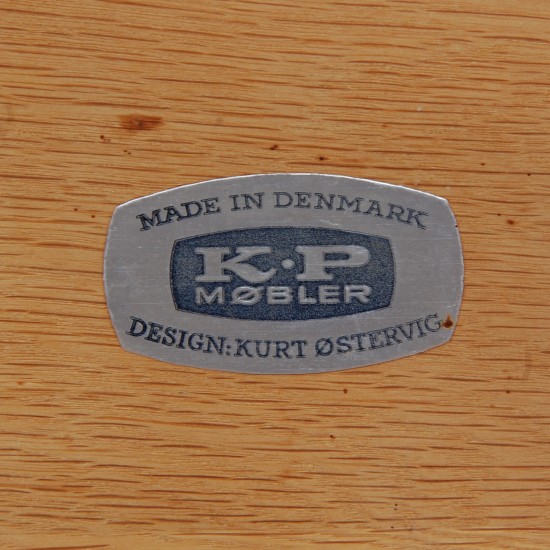 MADE IN DENMARK
K·P
MØBLER
DESIGN: KURT ØSTERVIG